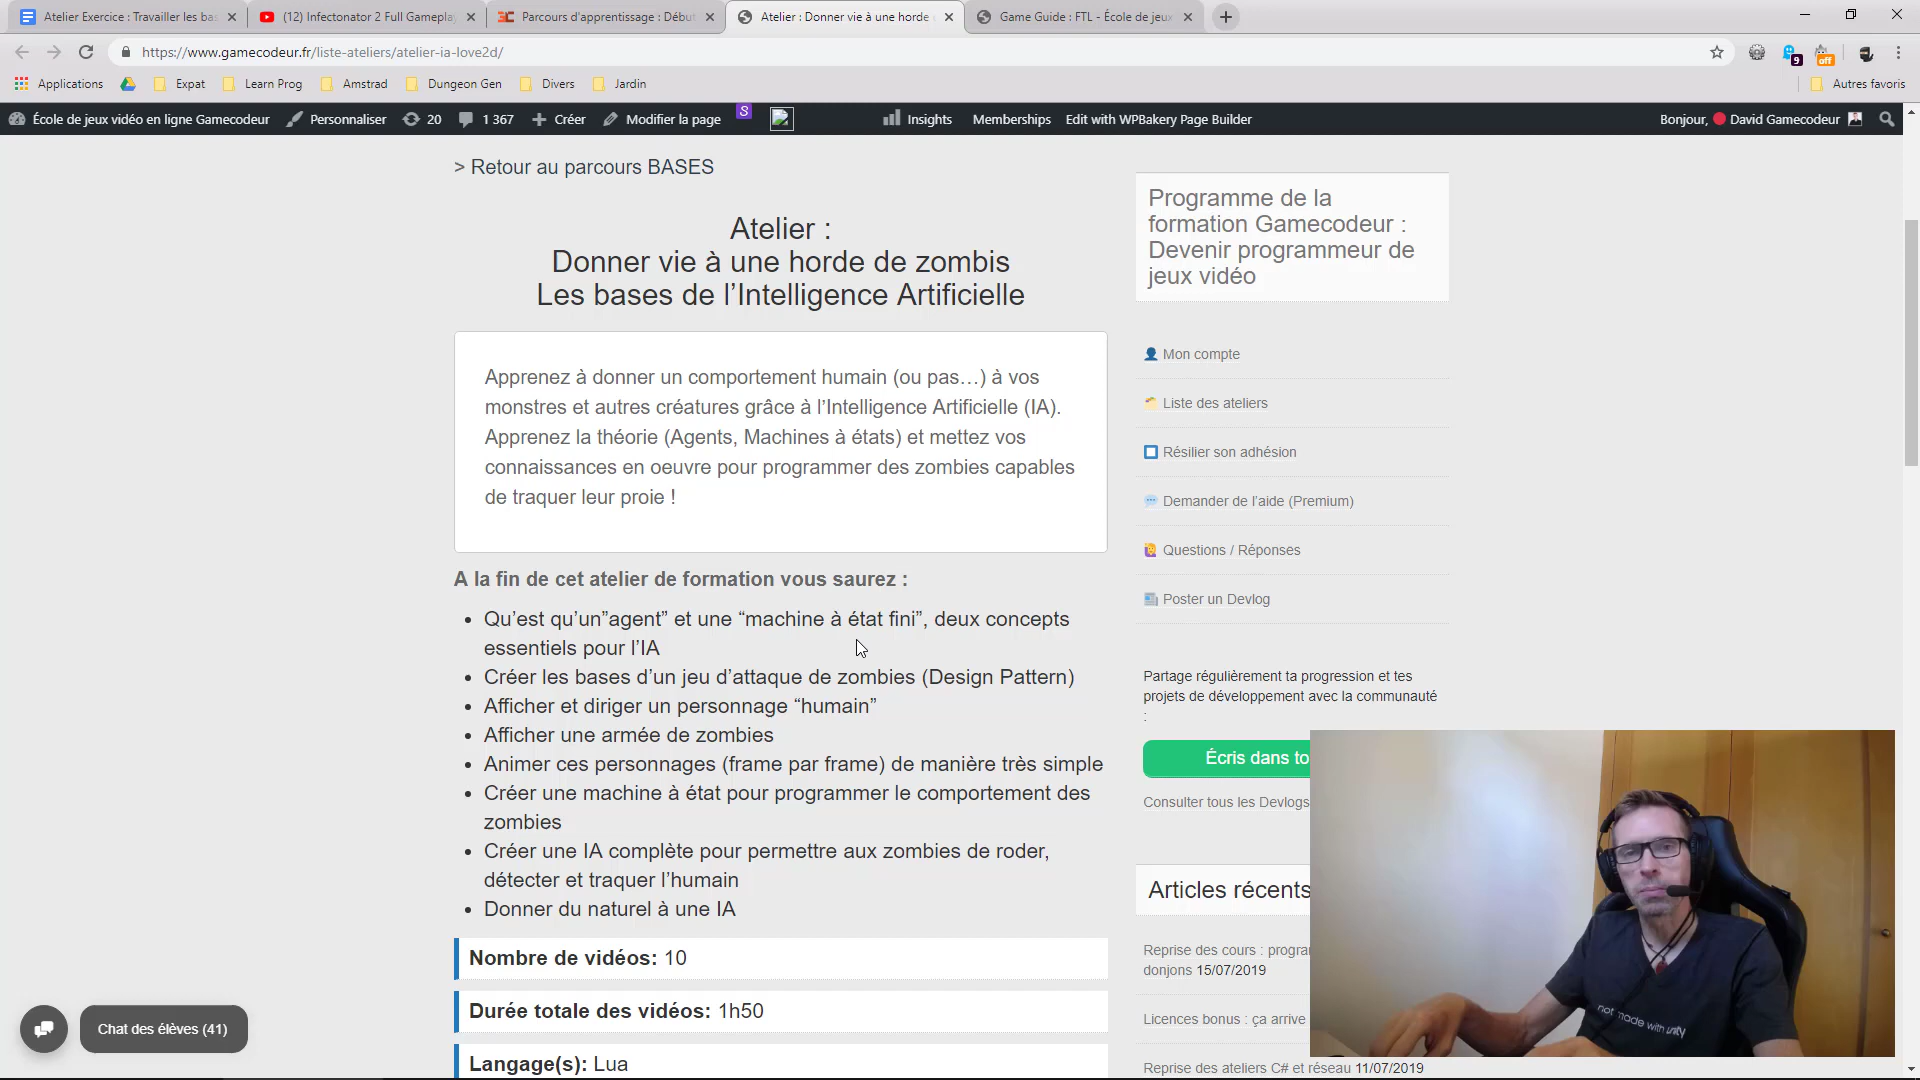 Atelier Exercice : Travailler les bas
(12) Infectonator 2 Full Gameplay
Parcours d'apprentissage : Début
Atelier : Donner vie à une horde
Game Guide : FTL - École de jeux
https://www.gamecodeur.fr/liste-ateliers/atelier-ia-love2d/
9
off
Applications
Expat
Learn Prog
Amstrad
Dungeon Gen
Divers
Jardin
Autres favoris
École de jeux vidéo en ligne Gamecodeur
Personnaliser
20
1 367
Créer
Modifier la page
S
Insights
Memberships
Edit with WPBakery Page Builder
Bonjour, David Gamecodeur
> Retour au parcours BASES
Atelier :
Donner vie à une horde de zombis
Les bases de l’Intelligence Artificielle
Apprenez à donner un comportement humain (ou pas…) à vos
monstres et autres créatures grâce à l’Intelligence Artificielle (IA).
Apprenez la théorie (Agents, Machines à états) et mettez vos
connaissances en oeuvre pour programmer des zombies capables
de traquer leur proie !
A la fin de cet atelier de formation vous saurez :
• Qu’est qu’un”agent” et une “machine à état fini”, deux concepts
essentiels pour l’IA
• Créer les bases d’un jeu d’attaque de zombies (Design Pattern)
• Afficher et diriger un personnage “humain”
• Afficher une armée de zombies
• Animer ces personnages (frame par frame) de manière très simple
• Créer une machine à état pour programmer le comportement des
zombies
• Créer une IA complète pour permettre aux zombies de roder,
détecter et traquer l’humain
• Donner du naturel à une IA
Nombre de vidéos: 10
Durée totale des vidéos: 1h50
Langage(s): Lua
Chat des élèves (41)
Programme de la
formation Gamecodeur :
Devenir programmeur de
jeux vidéo
Mon compte
Liste des ateliers
Résilier son adhésion
Demander de l’aide (Premium)
Questions / Réponses
Poster un Devlog
Partage régulièrement ta progression et tes
projets de développement avec la communauté
:
Écris dans to
Consulter tous les Devlogs
Articles récents
Reprise des cours : progra
donjons 15/07/2019
Licences bonus : ça arrive
Reprise des ateliers C# et réseau 11/07/2019
not made with unity